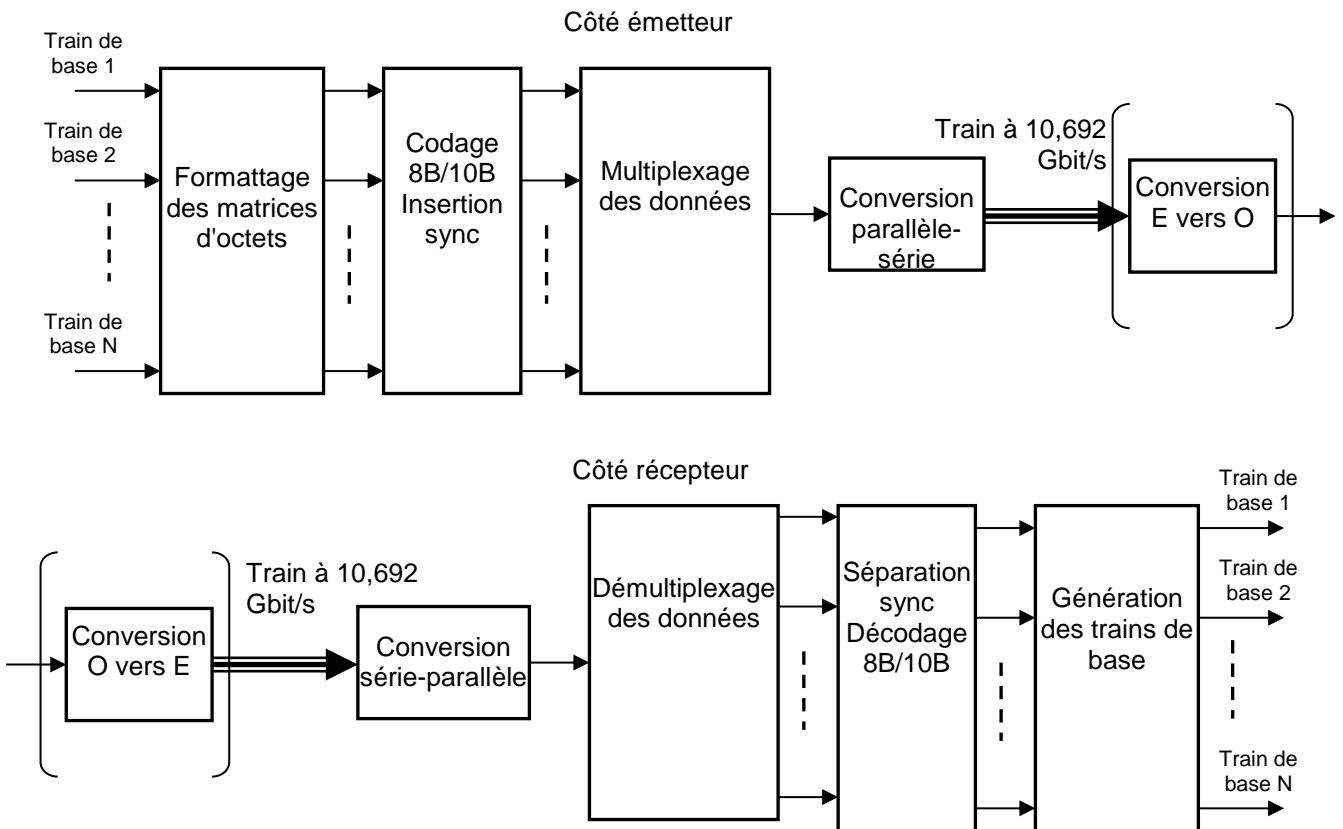 Côté émetteur
Train de
base 1
Train de
base 2
Train de
base N
Formattage
des matrices
d'octets
Codage
8B/10B
Insertion
sync
Multiplexage
des données
Conversion
parallèle-
série
Train à 10,692
Gbit/s
Conversion
E vers O
Côté récepteur
Conversion
O vers E
Train à 10,692
Gbit/s
Conversion
série-parallèle
Démultiplexage
des données
Séparation
sync
Décodage
8B/10B
Génération
des trains de
base
Train de
base 1
Train de
base 2
Train de
base N